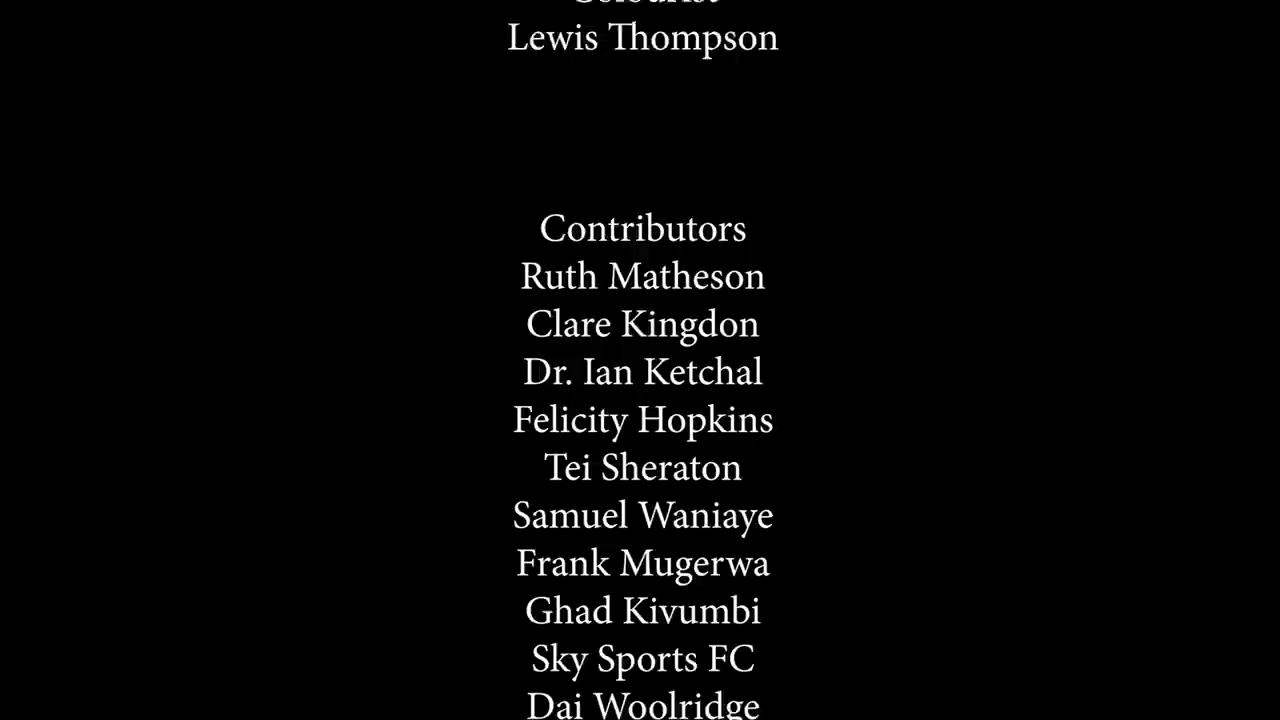 Colourist
Lewis Thompson
Contributors
Ruth Matheson
Clare Kingdon
Dr. Ian Ketchal
Felicity Hopkins
Tei Sheraton
Samuel Waniaye
Frank Mugerwa
Ghad Kivumbi
Sky Sports FC
Dai Woolridge